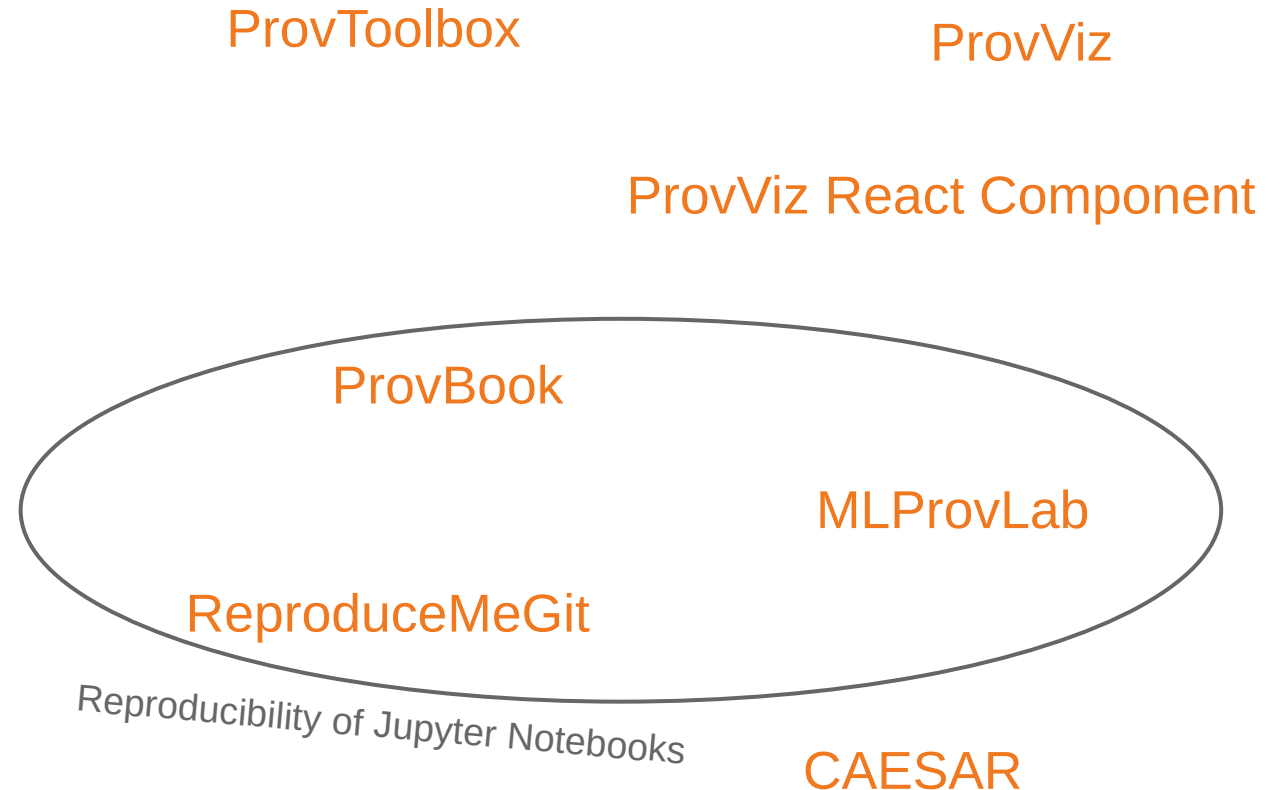 ProvToolbox
ProvViz
ProvViz React Component
ProvBook
MLProvLab
ReproduceMeGit
Reproducibility of Jupyter Notebooks
CAESAR